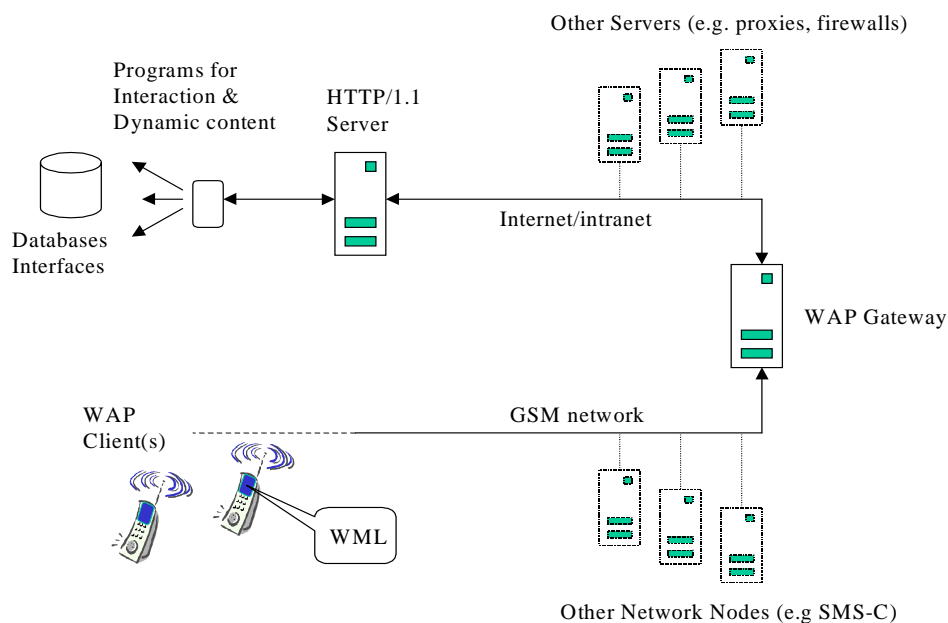 Other Servers (e.g. proxies, firewalls)
Programs for
Interaction &
Dynamic content
HTTP/1.1
Server
Internet/intranet
Databases
Interfaces
WAP Gateway
GSM network
WAP
Client(s)
WML
Other Network Nodes (e.g SMS-C)